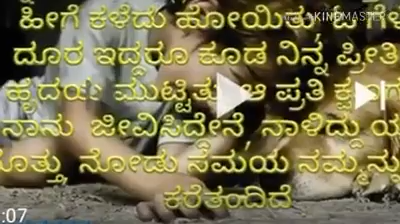 KINEMASTER
ಹೀಗೆ ಕಳೆದು ಹೋಯಿತು,
ದೂರ ಇದ್ದರೂ ಕೂಡ ನಿನ್ನ ಪ್ರೀತಿ
ಹೃದಯ ಮುಟ್ಟಿತು ಆ ಪ್ರತಿ
ನಾನು ಜೀವಿಸಿದ್ದೇನೆ, ನಾಳಿದ್ದು ಯ
ನೋಡು ಸಮಯ ನಮ್ಮನ್ನು
ಕರೆತಂದಿದೆ
:07